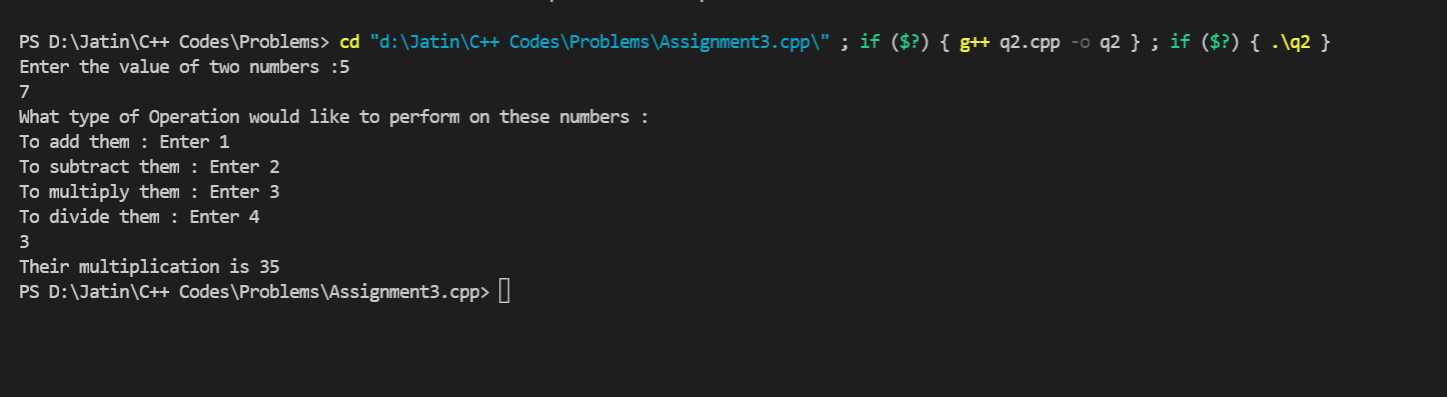 PS D:\Jatin\C++ Codes\Problems> cd "d:\Jatin\C++ Codes\Problems\Assignment3.cpp\" ; if ($?) { g++ q2.cpp -o q2 } ; if ($?) { .\q2 }
Enter the value of two numbers :5
7
What type of Operation would like to perform on these numbers :
To add them : Enter 1
To subtract them : Enter 2
To multiply them : Enter 3
To divide them : Enter 4
3
Their multiplication is 35
PS D:\Jatin\C++ Codes\Problems\Assignment3.cpp>